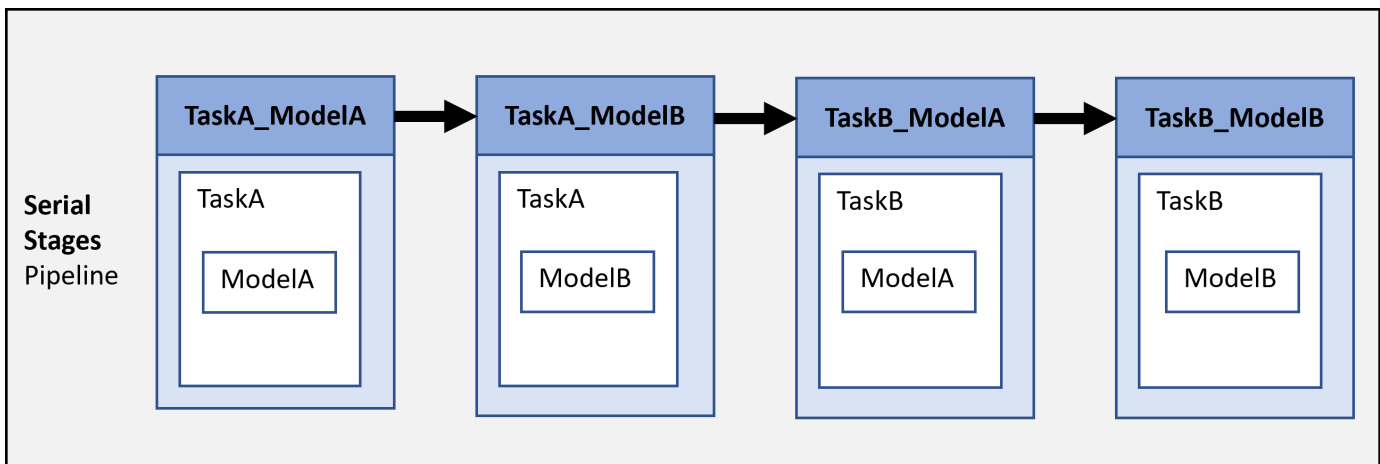 Serial
Stages
Pipeline
TaskA_ModelA
TaskA
ModelA
TaskA_ModelB
TaskA
ModelB
TaskB_ModelA
TaskB
ModelA
TaskB_ModelB
TaskB
ModelB